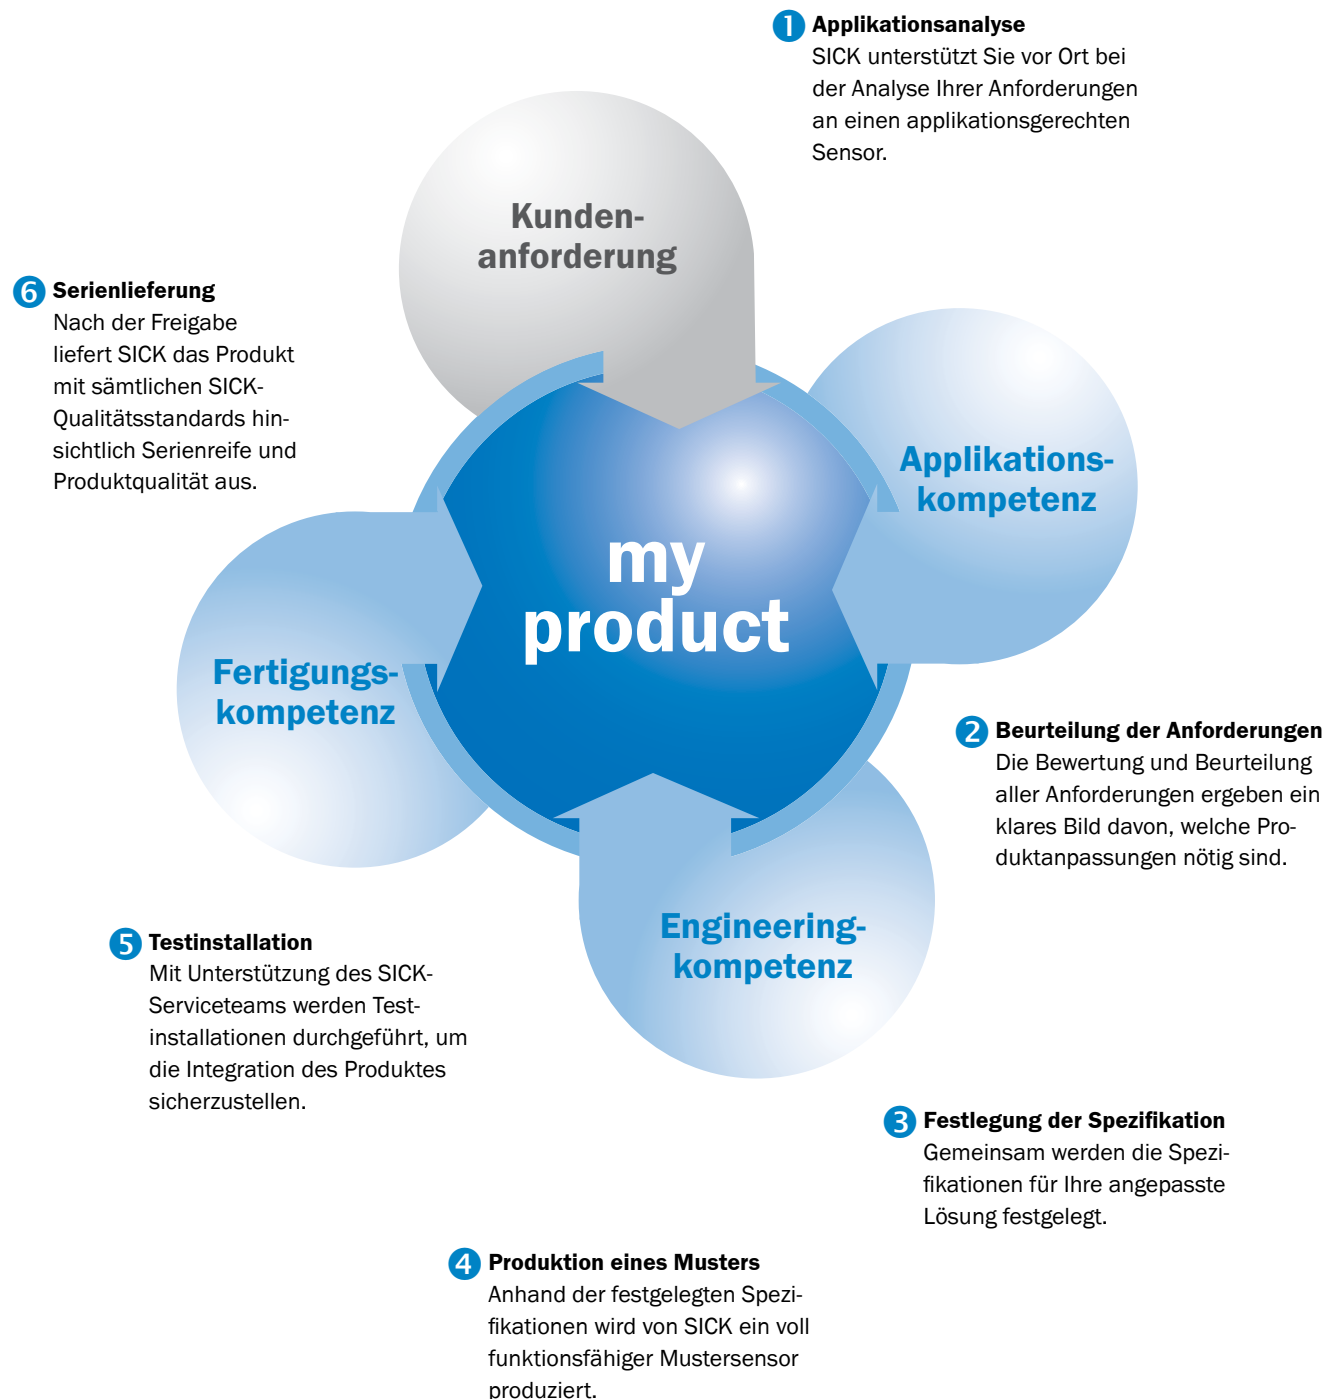 1 Applikationsanalyse
SICK unterstützt Sie vor Ort bei
der Analyse Ihrer Anforderungen
an einen applikationsgerechten
Sensor.
Kunden-
anforderung
6 Serienlieferung
Nach der Freigabe
liefert SICK das Produkt
mit sämtlichen SICK-
Qualitätsstandards hin-
sichtlich Serienreife und
Produktqualität aus.
Applikations-
kompetenz
my
product
Fertigungs-
kompetenz
2 Beurteilung der Anforderungen
Die Bewertung und Beurteilung
aller Anforderungen ergeben ein
klares Bild davon, welche Pro-
duktanpassungen nötig sind.
Engineering-
kompetenz
5 Testinstallation
Mit Unterstützung des SICK-
Serviceteams werden Test-
installationen durchgeführt, um
die Integration des Produktes
sicherzustellen.
3 Festlegung der Spezifikation
Gemeinsam werden die Spezi-
fikationen für Ihre angepasste
Lösung festgelegt.
4 Produktion eines Musters
Anhand der festgelegten Spezi-
fikationen wird von SICK ein voll
funktionsfähiger Mustersensor
produziert.